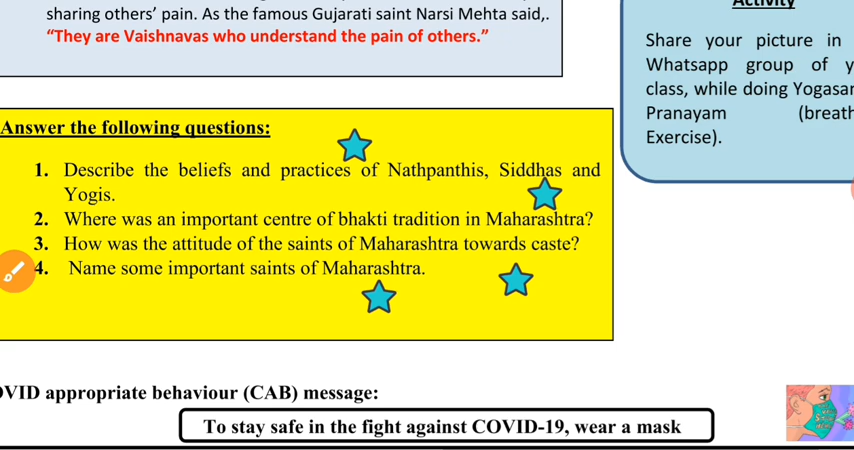 sharing others’ pain. As the famous Gujarati saint Narsi Mehta said,.
“They are Vaishnavas who understand the pain of others.”
Activity
Share your picture in
Whatsapp group of y
class, while doing Yogasan
Pranayam (breath
Exercise).
Answer the following questions:
1. Describe the beliefs and practices of Nathpanthis, Siddhas and
Yogis.
2. Where was an important centre of bhakti tradition in Maharashtra?
3. How was the attitude of the saints of Maharashtra towards caste?
4. Name some important saints of Maharashtra.
OVID appropriate behaviour (CAB) message:
To stay safe in the fight against COVID-19, wear a mask